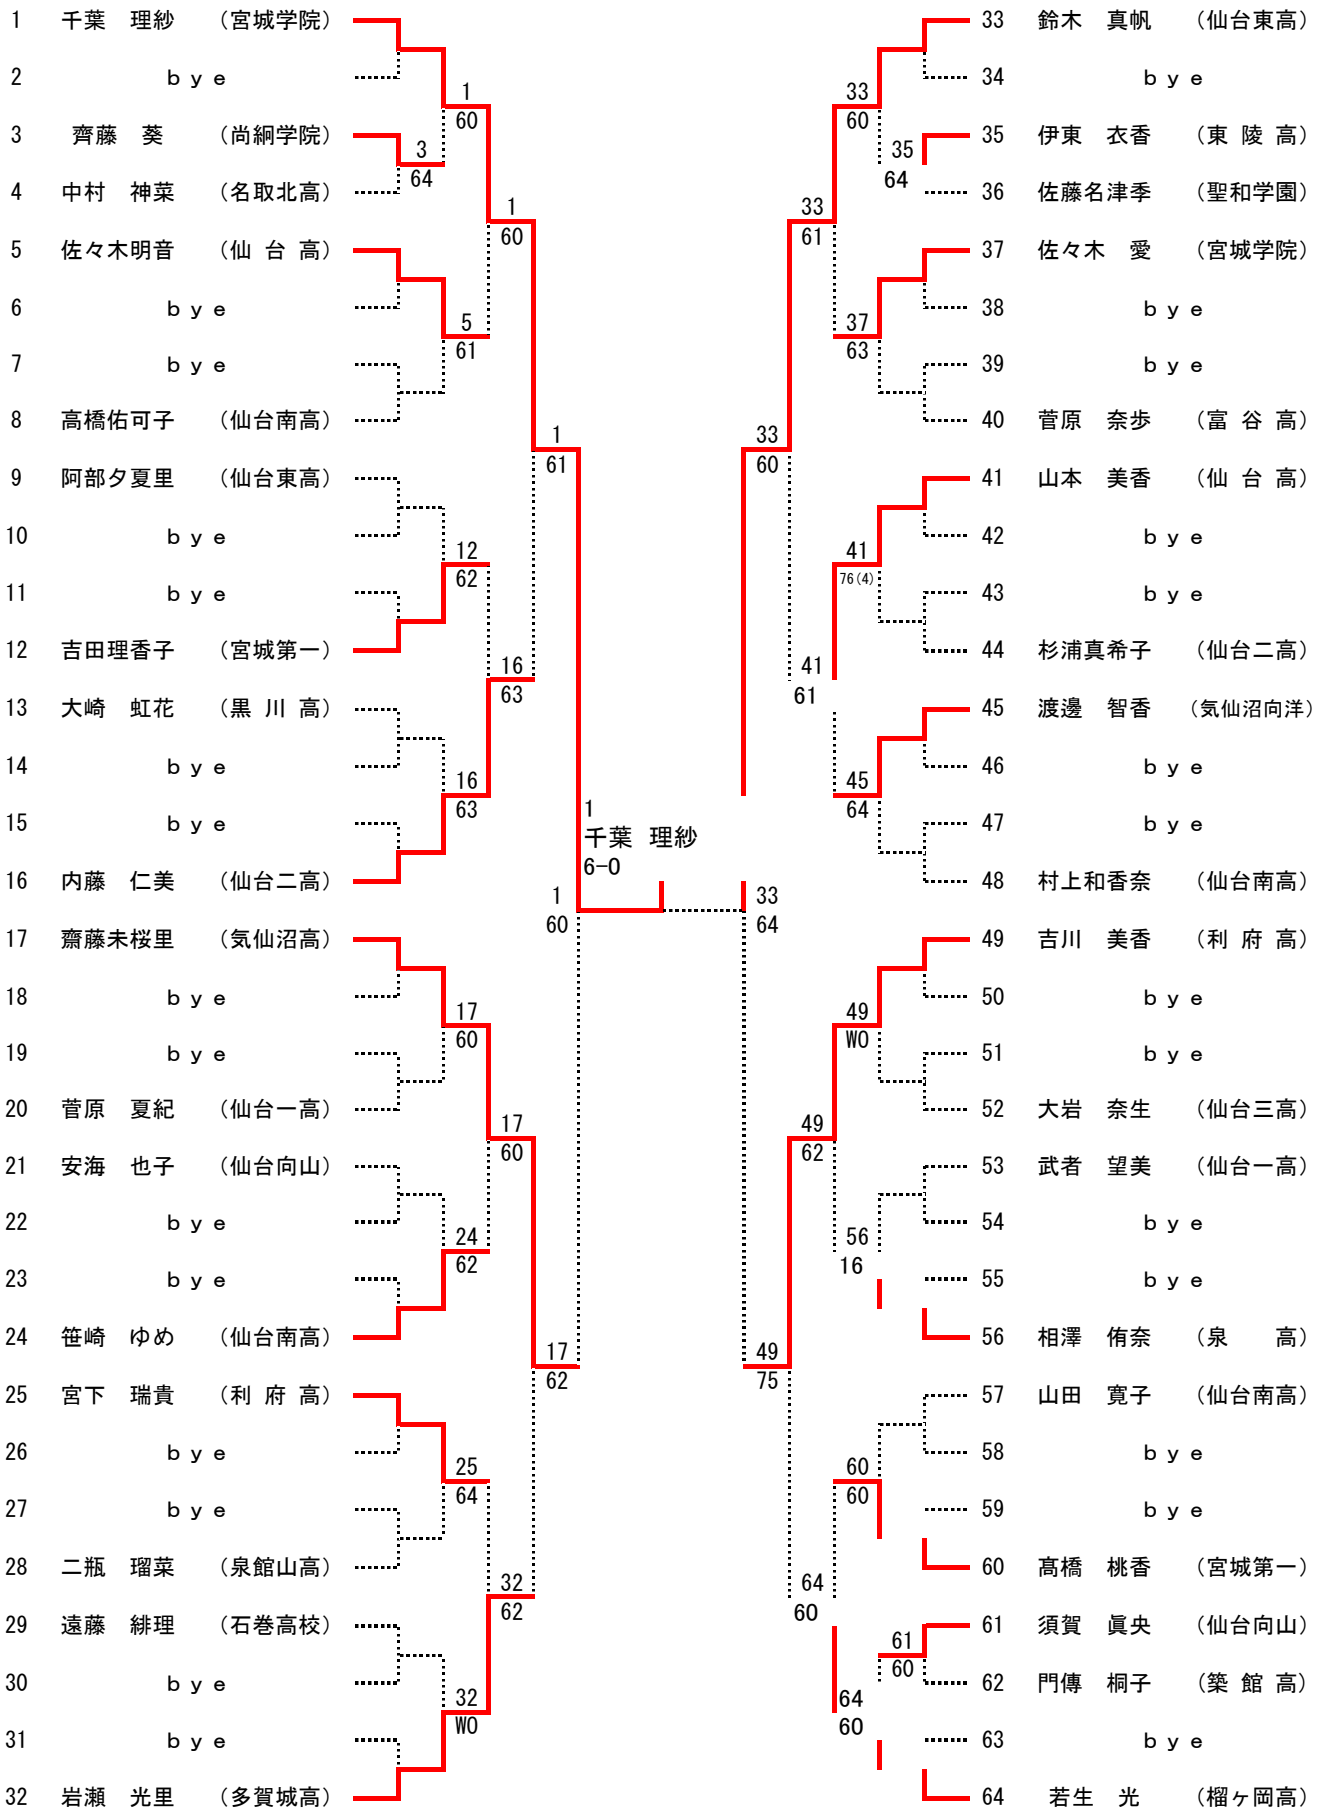 1 千葉　理紗 （宮城学院）
2 ｂｙｅ
1
60
3 齊藤　葵 （尚絅学院）
3
64
4 中村　神菜 （名取北高）
1
60
5 佐々木明音 （仙 台 高）
6 ｂｙｅ
5
61
7 ｂｙｅ
8 高橋佑可子 （仙台南高）
1
61
9 阿部夕夏里 （仙台東高）
10 ｂｙｅ
12
62
11 ｂｙｅ
12 吉田理香子 （宮城第一）
16
63
13 大崎　虹花 （黒 川 高）
14 ｂｙｅ
16
63
15 ｂｙｅ
16 内藤　仁美 （仙台二高）
1
千葉 理紗
6-0
1
60
17 齋藤未桜里 （気仙沼高）
18 ｂｙｅ
17
60
19 ｂｙｅ
20 菅原　夏紀 （仙台一高）
17
60
21 安海　也子 （仙台向山）
22 ｂｙｅ
24
62
23 ｂｙｅ
24 笹崎　ゆめ （仙台南高）
17
62
25 宮下　瑞貴 （利 府 高）
26 ｂｙｅ
25
64
27 ｂｙｅ
28 二瓶　瑠菜 （泉館山高）
32
62
29 遠藤　緋理 （石巻高校）
30 ｂｙｅ
32
WO
31 ｂｙｅ
32 岩瀬　光里 （多賀城高）
33 鈴木　真帆 （仙台東高）
34 ｂｙｅ
33
60
35 伊東　衣香 （東 陵 高）
35
64
36 佐藤名津季 （聖和学園）
33
61
37 佐々木　愛 （宮城学院）
38 ｂｙｅ
37
63
39 ｂｙｅ
40 菅原　奈歩 （富 谷 高）
33
60
41 山本　美香 （仙 台 高）
42 ｂｙｅ
41
76(4)
43 ｂｙｅ
44 杉浦真希子 （仙台二高）
41
61
45 渡邊　智香 （気仙沼向洋）
46 ｂｙｅ
45
64
47 ｂｙｅ
48 村上和香奈 （仙台南高）
33
64
49 吉川　美香 （利 府 高）
50 ｂｙｅ
49
WO
51 ｂｙｅ
52 大岩　奈生 （仙台三高）
49
62
53 武者　望美 （仙台一高）
54 ｂｙｅ
56
16
55 ｂｙｅ
56 相澤　侑奈 （泉　　高）
49
75
57 山田　寛子 （仙台南高）
58 ｂｙｅ
60
60
59 ｂｙｅ
60 髙橋　桃香 （宮城第一）
64
60
61 須賀　眞央 （仙台向山）
61
60
62 門傳　桐子 （築 館 高）
64
60
63 ｂｙｅ
64 若生　光 （榴ヶ岡高）